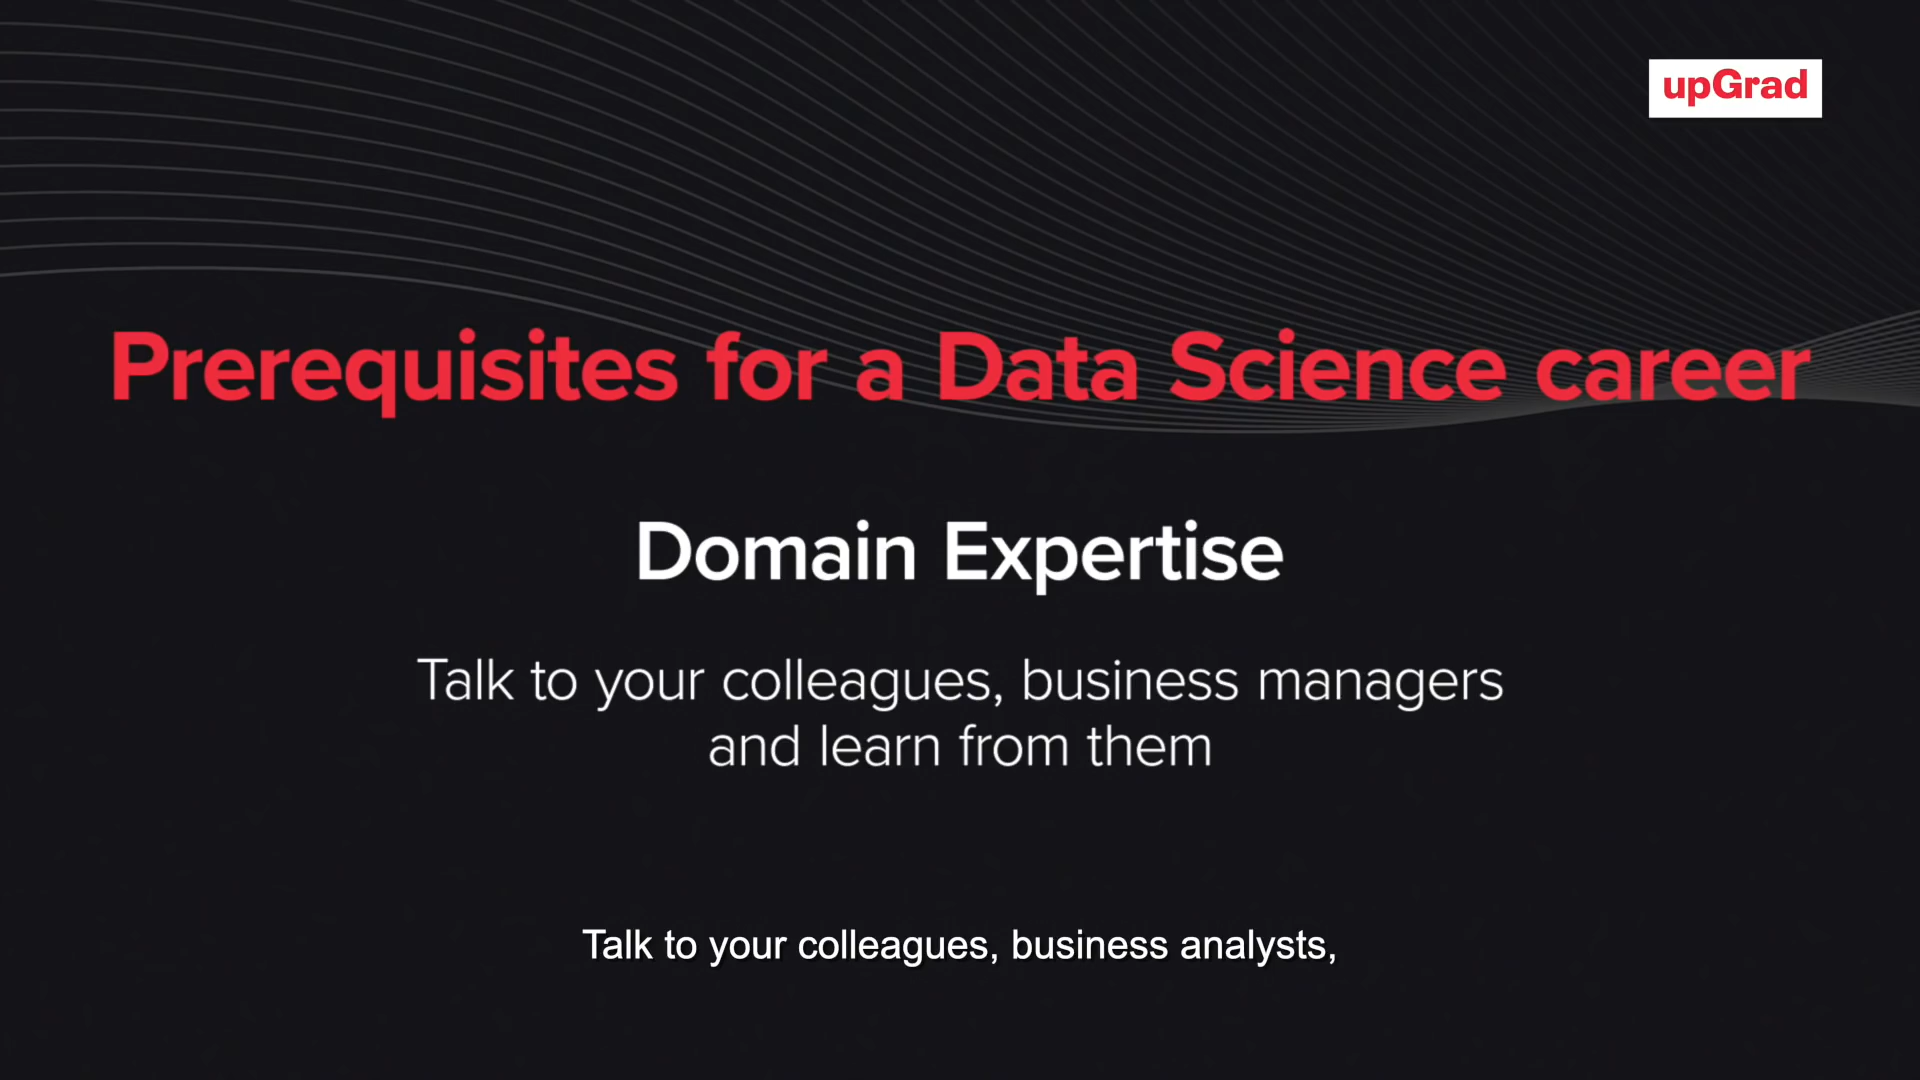 upGrad
Prerequisites for a Data Science career
Domain Expertise
Talk to your colleagues, business managers
and learn from them
Talk to your colleagues, business analysts,